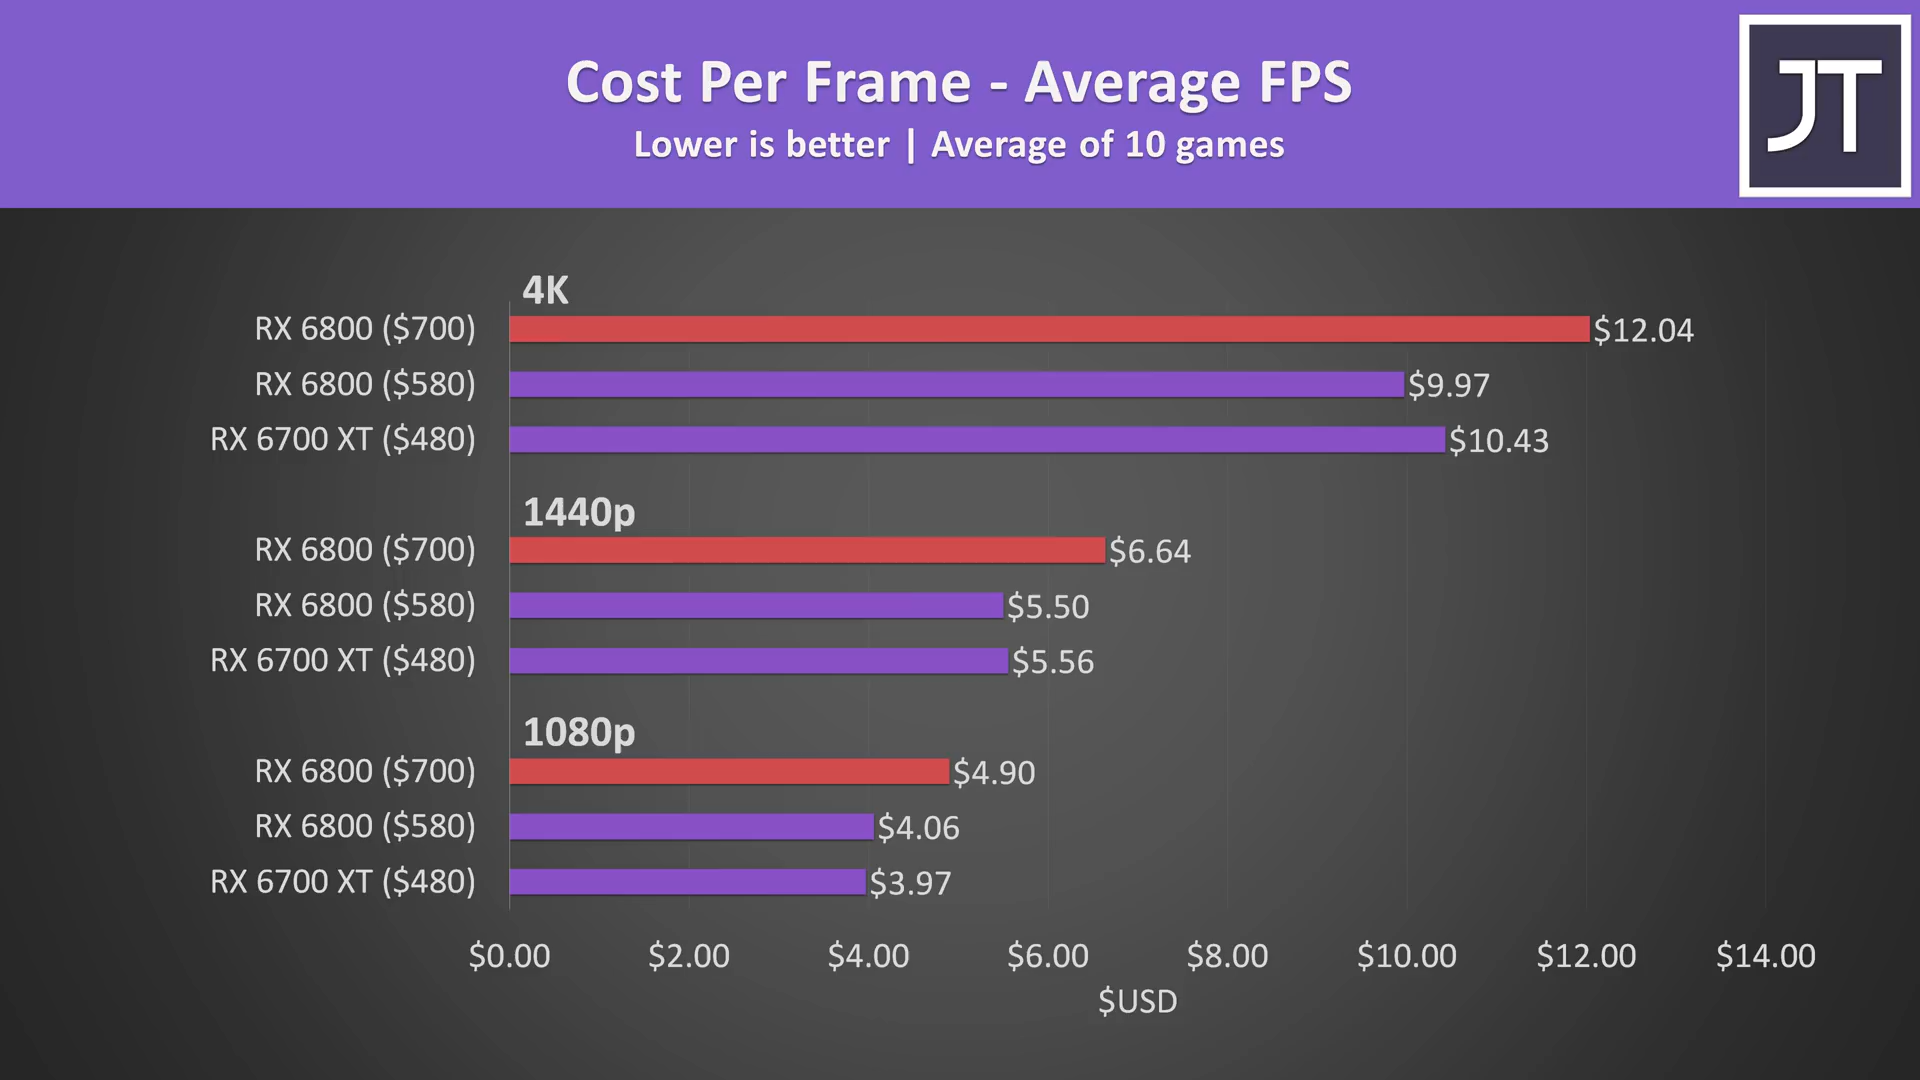 Cost Per Frame - Average FPS
Lower is better | Average of 10 games
JT
4K
RX 6800 ($700) $12.04
RX 6800 ($580) $9.97
RX 6700 XT ($480) $10.43
1440p
RX 6800 ($700) $6.64
RX 6800 ($580) $5.50
RX 6700 XT ($480) $5.56
1080p
RX 6800 ($700) $4.90
RX 6800 ($580) $4.06
RX 6700 XT ($480) $3.97
$0.00 $2.00 $4.00 $6.00 $8.00 $10.00 $12.00 $14.00
$USD